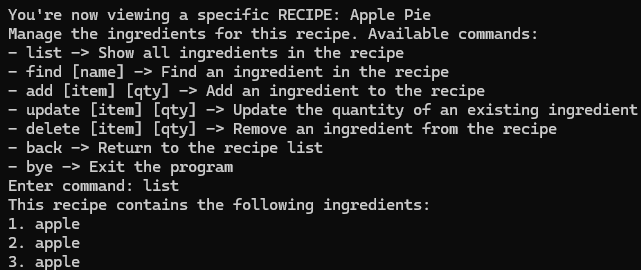 You're now viewing a specific RECIPE: Apple Pie
Manage the ingredients for this recipe. Available commands:
- list -> Show all ingredients in the recipe
- find [name] -> Find an ingredient in the recipe
- add [item] [qty] -> Add an ingredient to the recipe
- update [item] [qty] -> Update the quantity of an existing ingredient
- delete [item] [qty] -> Remove an ingredient from the recipe
- back -> Return to the recipe list
- bye -> Exit the program
Enter command: list
This recipe contains the following ingredients:
1. apple
2. apple
3. apple